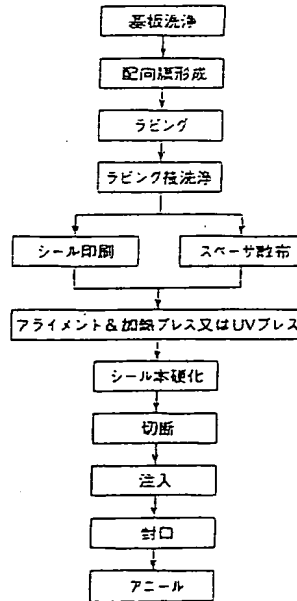 基板洗浄
配向膜形成
ラビング
ラビング後洗浄
シール印刷
スペーサ散布
アライメント&加熱プレス又はUVプレス
シール本硬化
切断
注入
封口
アニール